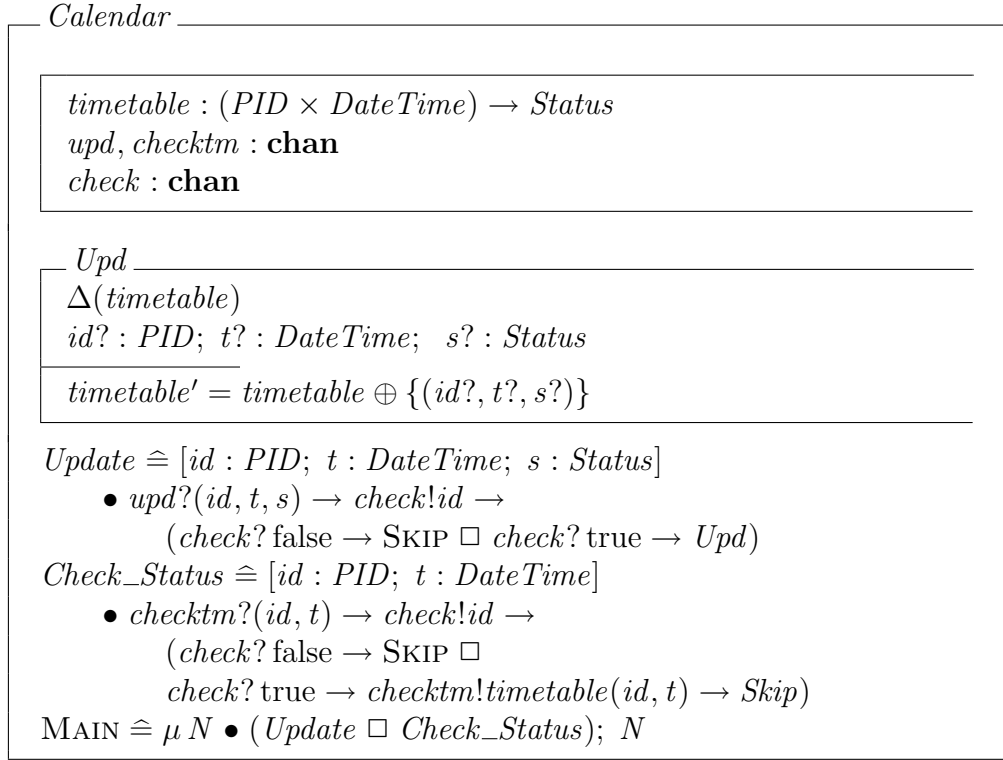 Calendar
timetable : (PID × DateTime) → Status
upd, checktm : chan
check : chan
Upd
Δ(timetable)
id? : PID; t? : DateTime; s? : Status
timetable′ = timetable ⊕ {(id?, t?, s?)}
Update ≙ [id : PID; t : DateTime; s : Status]
• upd?(id, t, s) → check!id →
(check? false → SKIP □ check? true → Upd)
Check_Status ≙ [id : PID; t : DateTime]
• checktm?(id, t) → check!id →
(check? false → SKIP □
check? true → checktm!timetable(id, t) → Skip)
MAIN ≙ μ N • (Update □ Check_Status); N